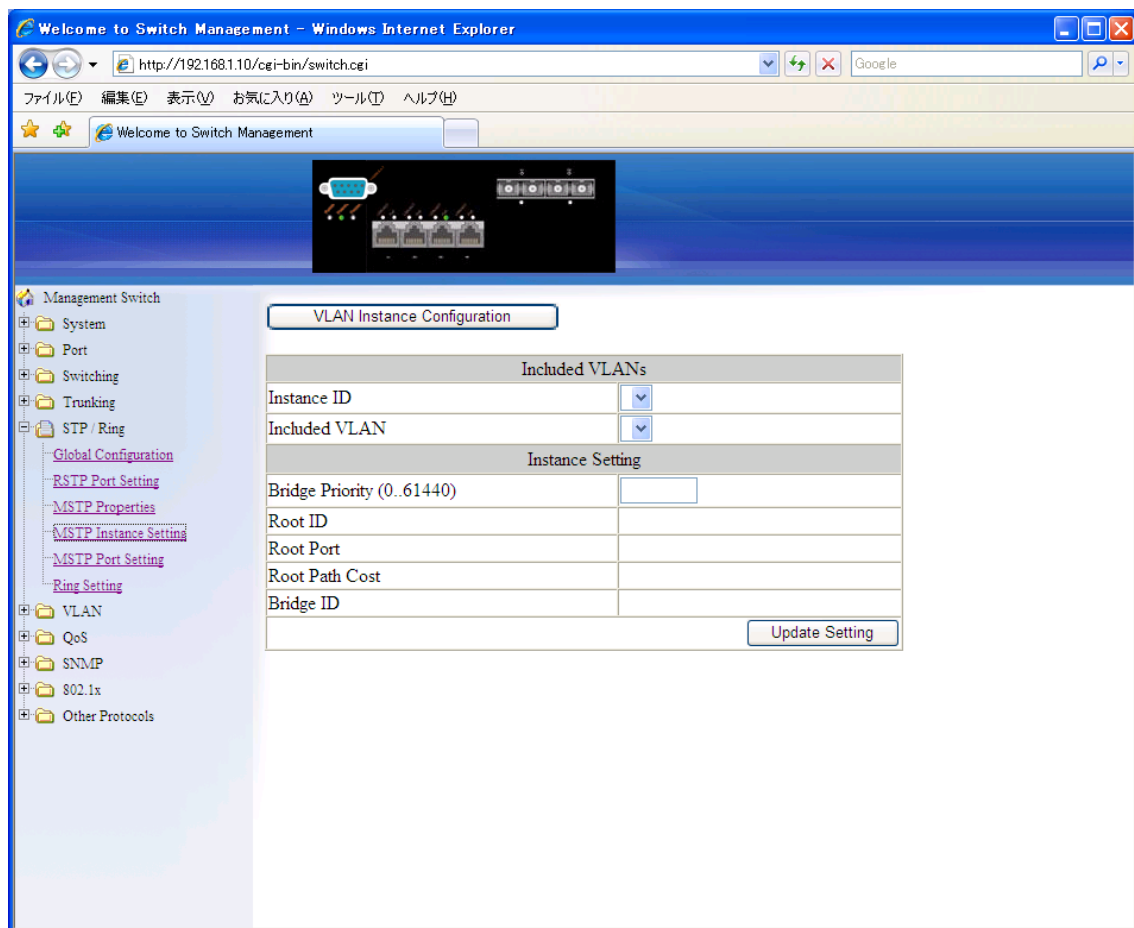 Welcome to Switch Management - Windows Internet Explorer
http://192.168.1.10/cgi-bin/switch.cgi
Google
ファイル(F) 編集(E) 表示(V) お気に入り(A) ツール(T) ヘルプ(H)
Welcome to Switch Management
Management Switch
System
Port
Switching
Trunking
STP / Ring
Global Configuration
RSTP Port Setting
MSTP Properties
MSTP Instance Setting
MSTP Port Setting
Ring Setting
VLAN
QoS
SNMP
802.1x
Other Protocols
VLAN Instance Configuration
Included VLANs
Instance ID
Included VLAN
Instance Setting
Bridge Priority (0..61440)
Root ID
Root Port
Root Path Cost
Bridge ID
Update Setting